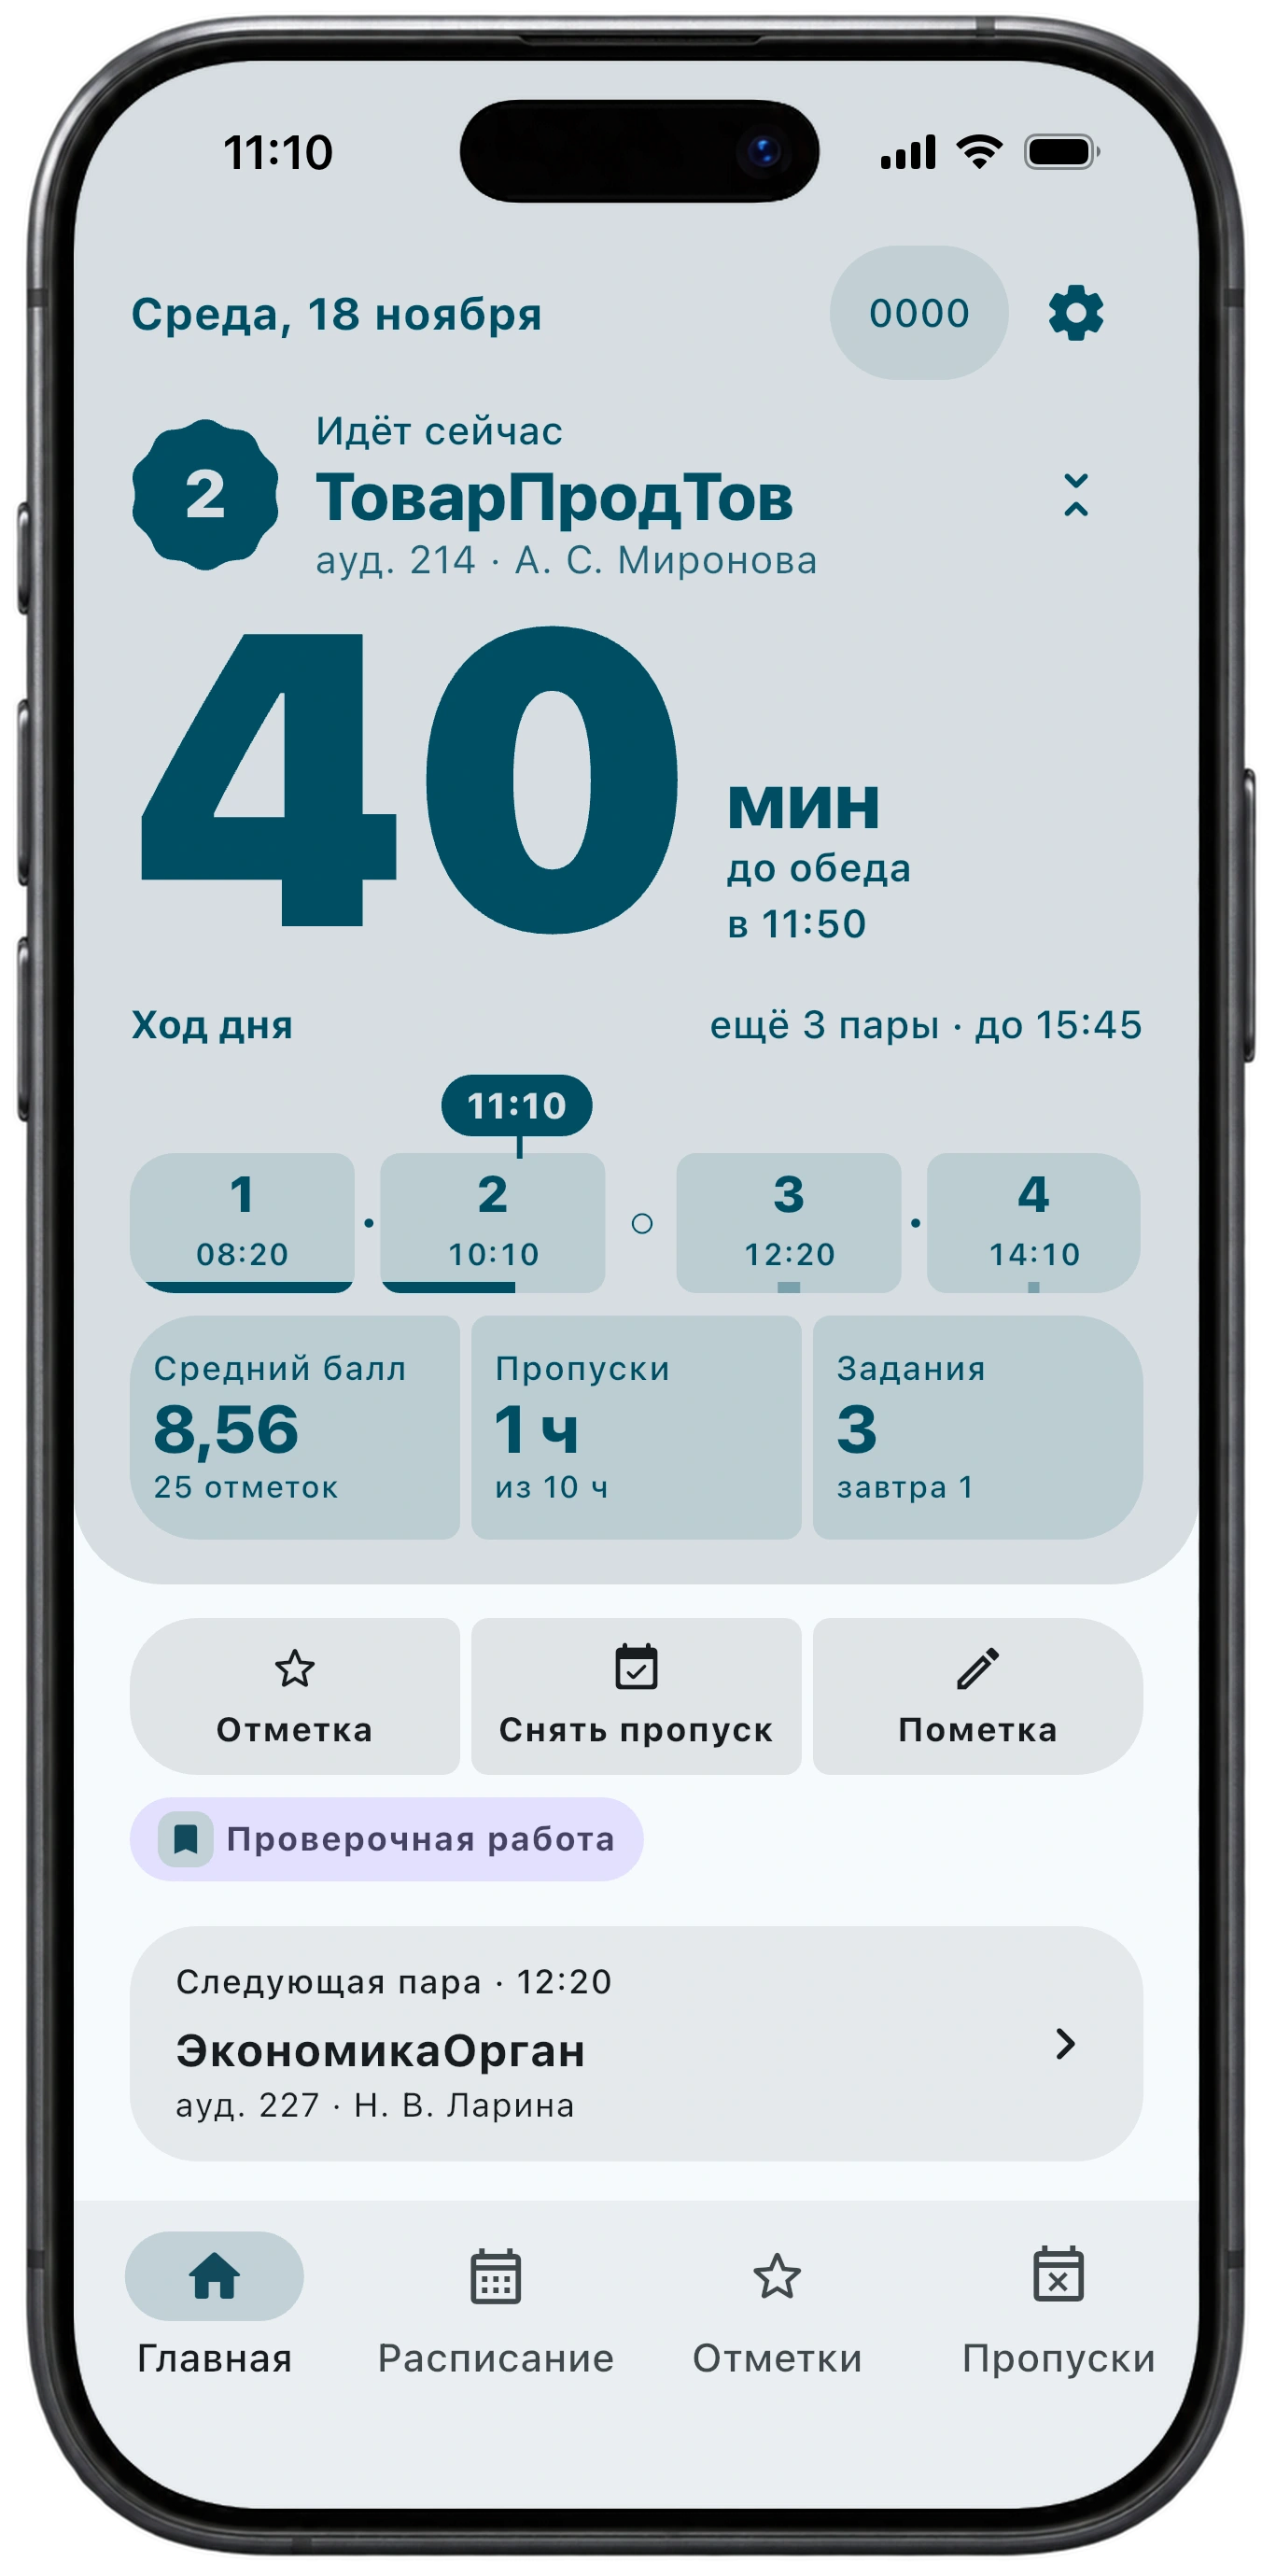 11:10
Среда, 18 ноября
0000
2
Идёт сейчас
ТоварПродТов
ауд. 214 · А. С. Миронова
40
мин
до обеда
в 11:50
Ход дня
ещё 3 пары · до 15:45
11:10
1
08:20
2
10:10
3
12:20
4
14:10
Средний балл
8,56
25 отметок
Пропуски
1 ч
из 10 ч
Задания
3
завтра 1
Отметка
Снять пропуск
Пометка
Проверочная работа
Следующая пара · 12:20
ЭкономикаОрган
ауд. 227 · Н. В. Ларина
Главная
Расписание
Отметки
Пропуски